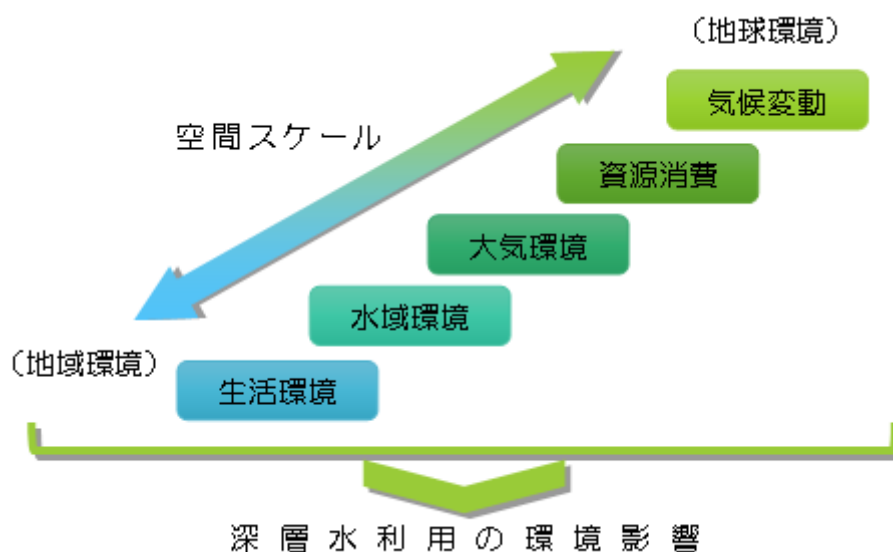 （地球環境）
気候変動
空間スケール
資源消費
大気環境
水域環境
（地域環境）
生活環境
深層水利用の環境影響